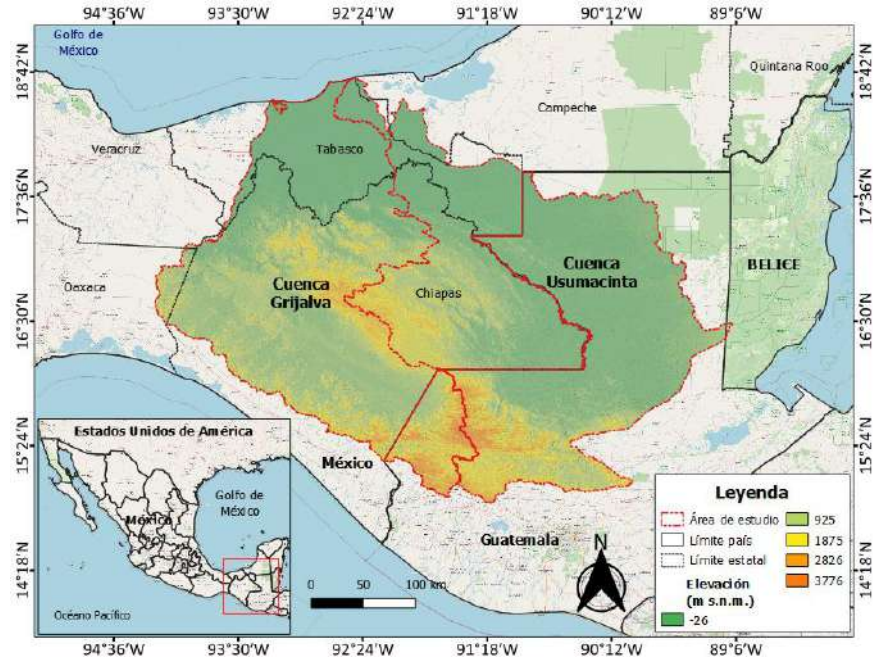 94°36'W 93°30'W 92°24'W 91°18'W 90°12'W 89°6'W
Golfo de
México
18°42'N
18°42'N
Quintana Roo
Campeche
Veracruz
Tabasco
17°36'N
17°36'N
Cuenca
Usumacinta
BELICE
Oaxaca
Cuenca
Grijalva
Chiapas
16°30'N
16°30'N
15°24'N
15°24'N
México
Guatemala
Estados Unidos de América
Golfo de
México
México
Océano Pacífico
14°18'N
14°18'N
N
0 50 100 km
Leyenda
Área de estudio
Límite país
Límite estatal
Elevación
(m s.n.m.)
-26
925
1875
2826
3776
94°36'W 93°30'W 92°24'W 91°18'W 90°12'W 89°6'W